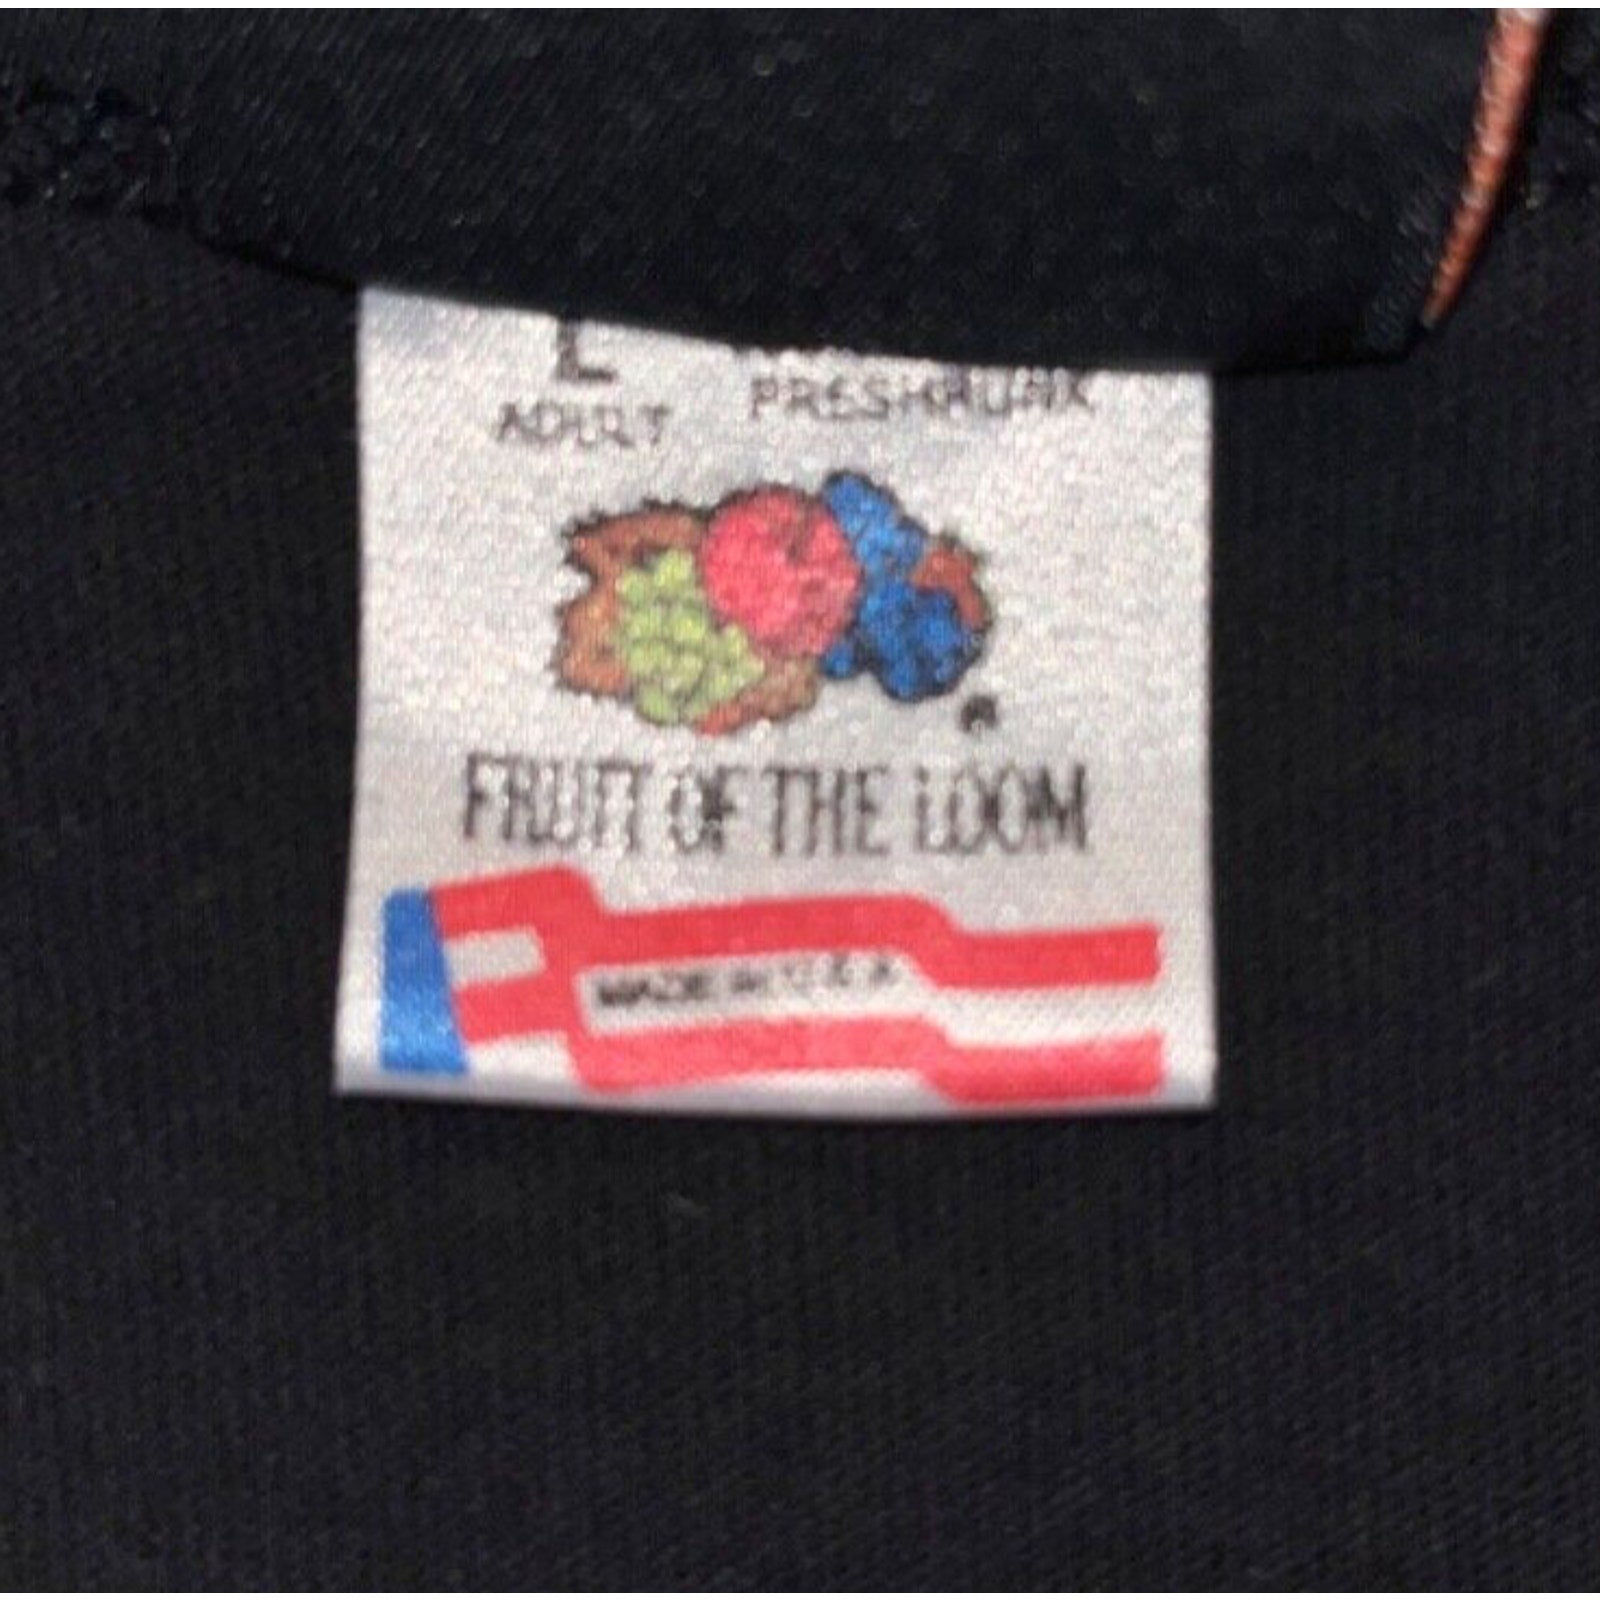 L
ADULT
PRESHRUNK
FRUIT OF THE LOOM
MADE IN U.S.A.